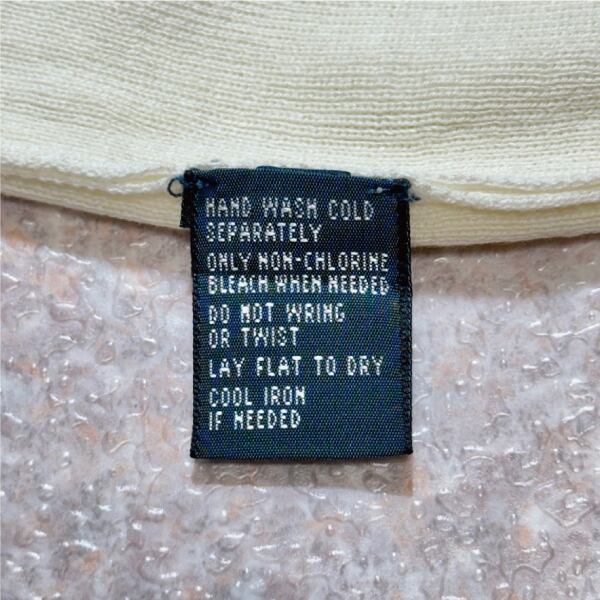 HAND WASH COLD
SEPARATELY
ONLY NON-CHLORINE
BLEACH WHEN NEEDED
DO NOT WRING
OR TWIST
LAY FLAT TO DRY
COOL IRON
IF NEEDED